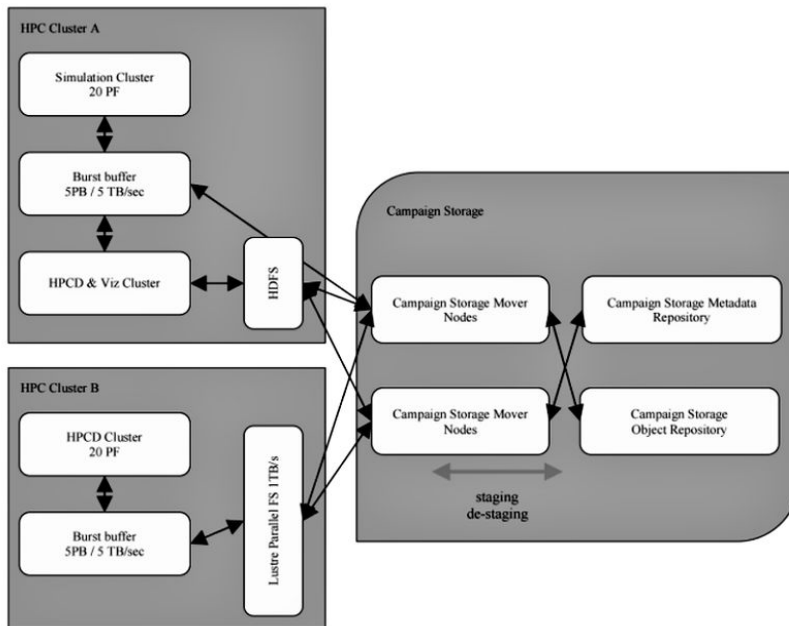 HPC Cluster A
Simulation Cluster
20 PF
Burst buffer
5PB / 5 TB/sec
HPCD & Viz Cluster
HDFS
HPC Cluster B
HPCD Cluster
20 PF
Burst buffer
5PB / 5 TB/sec
Lustre Parallel FS 1TB/s
Campaign Storage
Campaign Storage Mover
Nodes
Campaign Storage Metadata
Repository
Campaign Storage Mover
Nodes
Campaign Storage
Object Repository
staging
de-staging